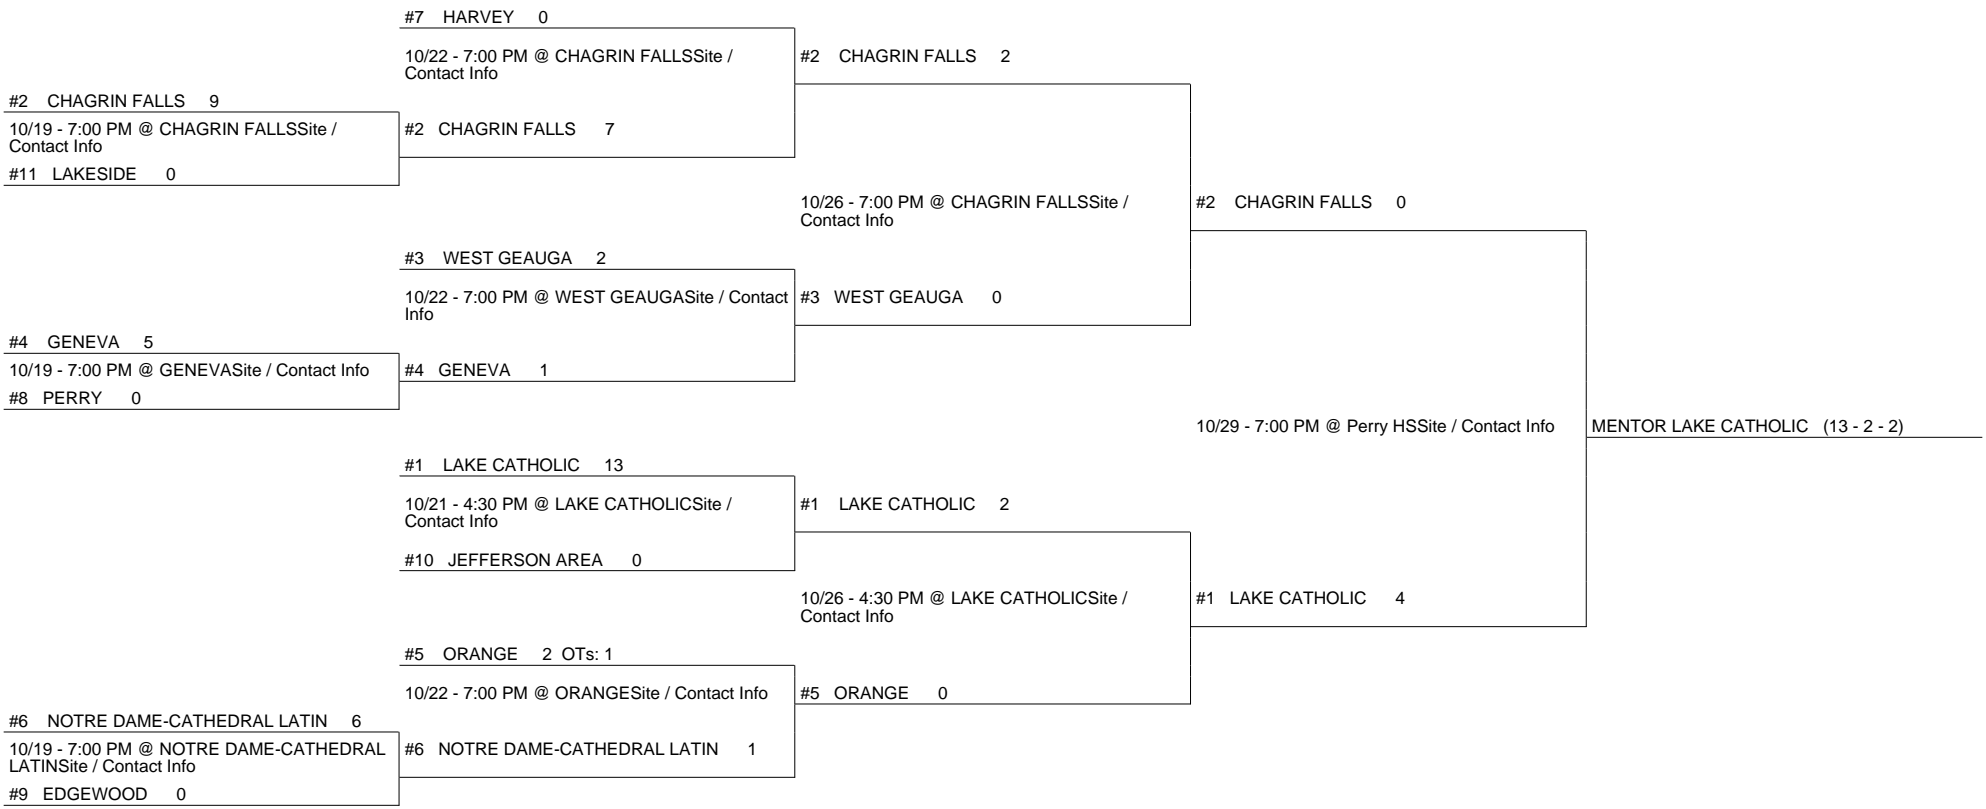 #7 HARVEY 0
10/22 - 7:00 PM @ CHAGRIN FALLSSite /
Contact Info
#2 CHAGRIN FALLS 2
#2 CHAGRIN FALLS 9
10/19 - 7:00 PM @ CHAGRIN FALLSSite /
Contact Info
#2 CHAGRIN FALLS 7
#11 LAKESIDE 0
10/26 - 7:00 PM @ CHAGRIN FALLSSite /
Contact Info
#2 CHAGRIN FALLS 0
#3 WEST GEAUGA 2
10/22 - 7:00 PM @ WEST GEAUGASite / Contact
Info
#3 WEST GEAUGA 0
#4 GENEVA 5
10/19 - 7:00 PM @ GENEVASite / Contact Info
#4 GENEVA 1
#8 PERRY 0
10/29 - 7:00 PM @ Perry HSSite / Contact Info
MENTOR LAKE CATHOLIC (13 - 2 - 2)
#1 LAKE CATHOLIC 13
10/21 - 4:30 PM @ LAKE CATHOLICSite /
Contact Info
#1 LAKE CATHOLIC 2
#10 JEFFERSON AREA 0
10/26 - 4:30 PM @ LAKE CATHOLICSite /
Contact Info
#1 LAKE CATHOLIC 4
#5 ORANGE 2 OTs: 1
10/22 - 7:00 PM @ ORANGESite / Contact Info
#5 ORANGE 0
#6 NOTRE DAME-CATHEDRAL LATIN 6
10/19 - 7:00 PM @ NOTRE DAME-CATHEDRAL
LATINSite / Contact Info
#6 NOTRE DAME-CATHEDRAL LATIN 1
#9 EDGEWOOD 0